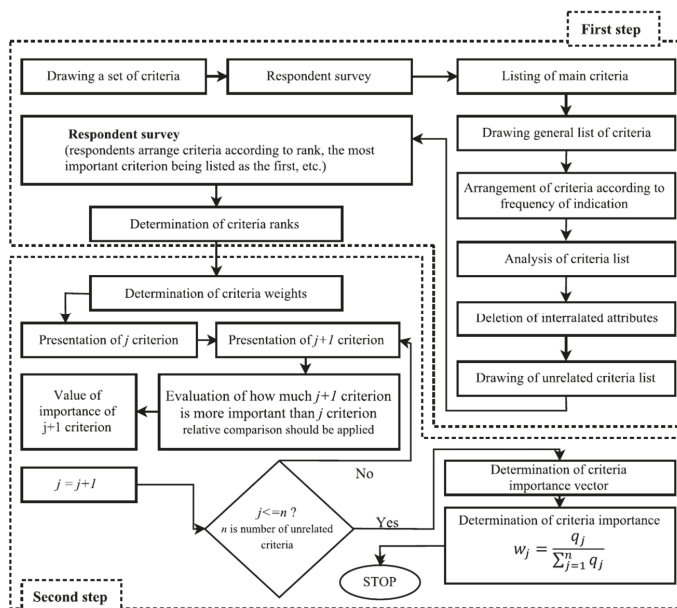 First step
Drawing a set of criteria
Respondent survey
Listing of main criteria
Drawing general list of criteria
Arrangement of criteria according to
frequency of indication
Analysis of criteria list
Deletion of interralated attributes
Drawing of unrelated criteria list
Respondent survey
(respondents arrange criteria according to rank, the most
important criterion being listed as the first, etc.)
Determination of criteria ranks
Determination of criteria weights
Presentation of j criterion
Presentation of j+1 criterion
Evaluation of how much j+1 criterion
is more important than j criterion
relative comparison should be applied
Value of
importance of
j+1 criterion
j = j+1
j<=n ?
n is number of unrelated
criteria
No
Yes
Determination of criteria
importance vector
Determination of criteria importance
w_j = q_j / ∑_{j=1}^{n} q_j
STOP
Second step